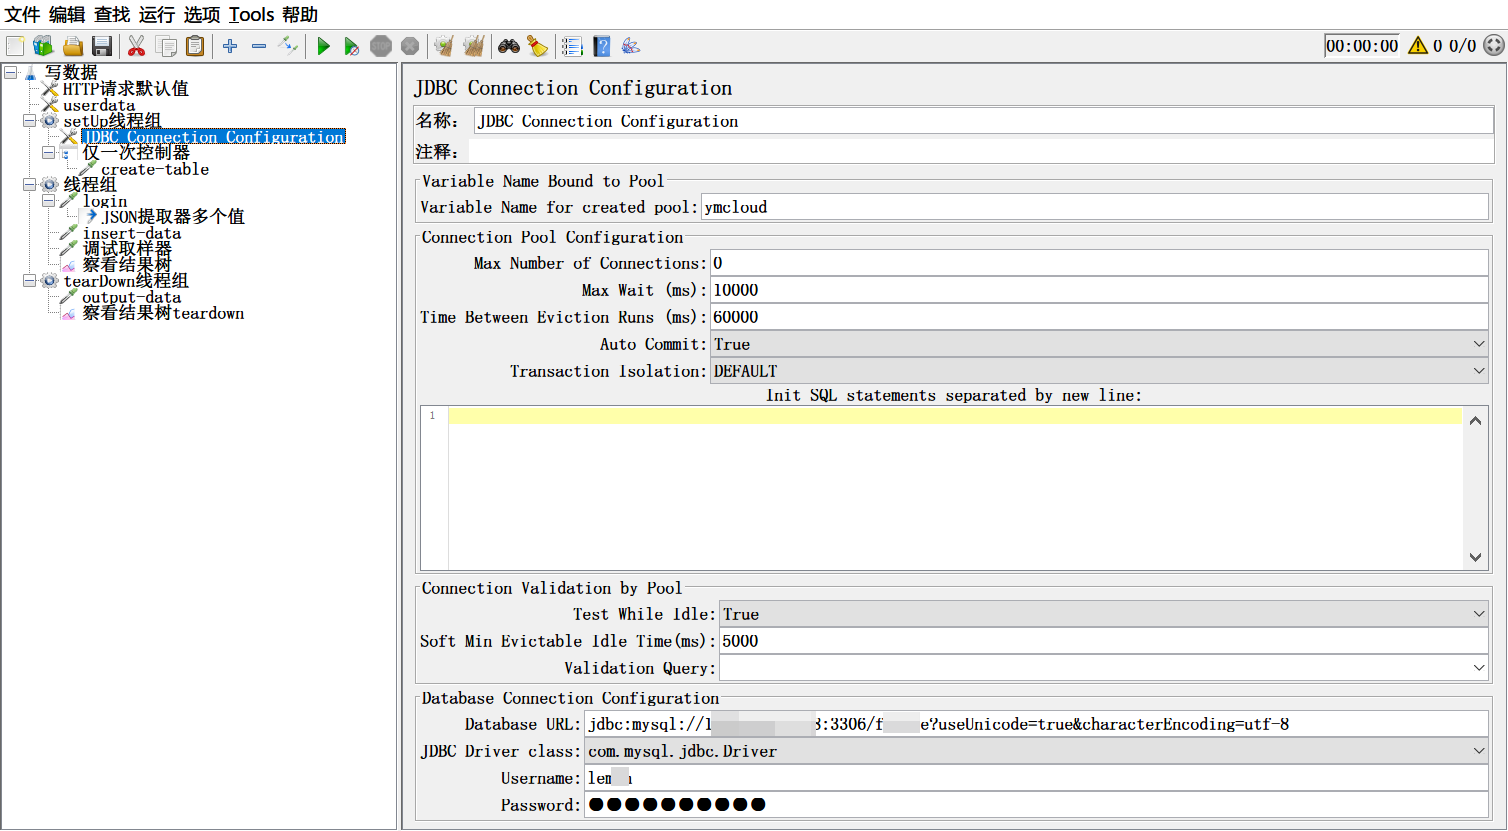 文件 编辑 查找 运行 选项 Tools 帮助
STOP
?
00:00:00
0 0/0
写数据
HTTP请求默认值
userdata
setUp线程组
JDBC Connection Configuration
仅一次控制器
create-table
线程组
login
JSON提取器多个值
insert-data
调试取样器
察看结果树
tearDown线程组
output-data
察看结果树teardown
JDBC Connection Configuration
名称: JDBC Connection Configuration
注释:
Variable Name Bound to Pool
Variable Name for created pool: ymcloud
Connection Pool Configuration
Max Number of Connections: 0
Max Wait (ms): 10000
Time Between Eviction Runs (ms): 60000
Auto Commit: True
Transaction Isolation: DEFAULT
Init SQL statements separated by new line:
1
Connection Validation by Pool
Test While Idle: True
Soft Min Evictable Idle Time(ms): 5000
Validation Query:
Database Connection Configuration
Database URL: jdbc:mysql:// :3306/ ?useUnicode=true&characterEncoding=utf-8
JDBC Driver class: com.mysql.jdbc.Driver
Username:
Password: ●●●●●●●●●●